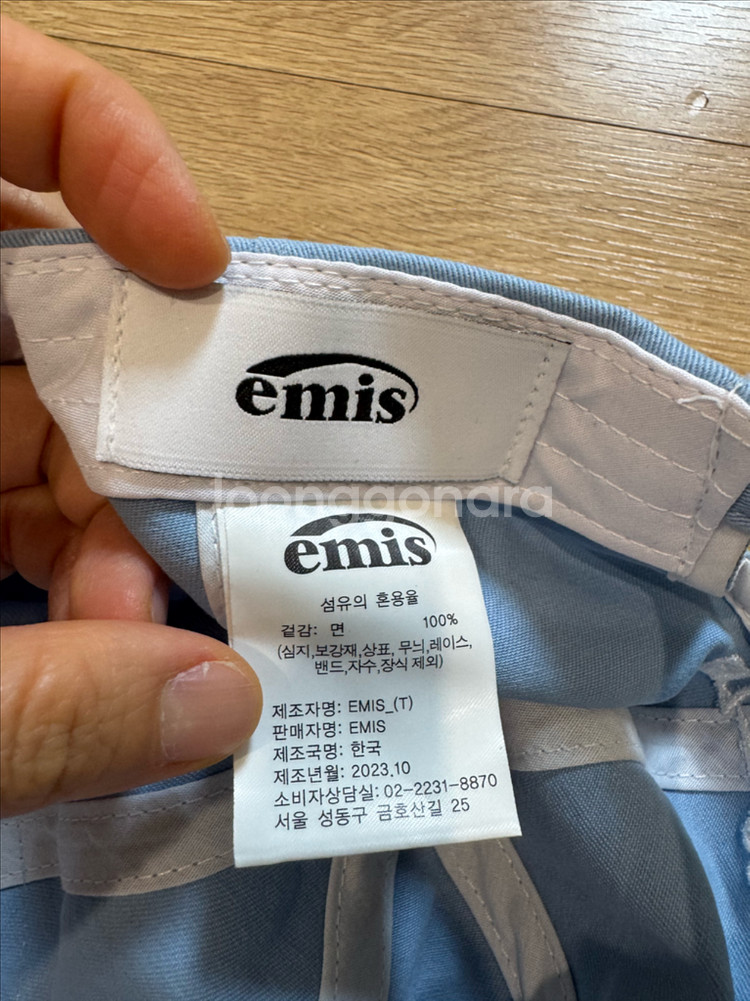 emis
Joonggonara
emis
섬유의 혼용율
겉감: 면 100%
(심지,보강재,상표, 무늬,레이스,
밴드,자수,장식 제외)
제조자명: EMIS_(T)
판매자명: EMIS
제조국명: 한국
제조년월: 2023.10
소비자상담실: 02-2231-8870
서울 성동구 금호산길 25